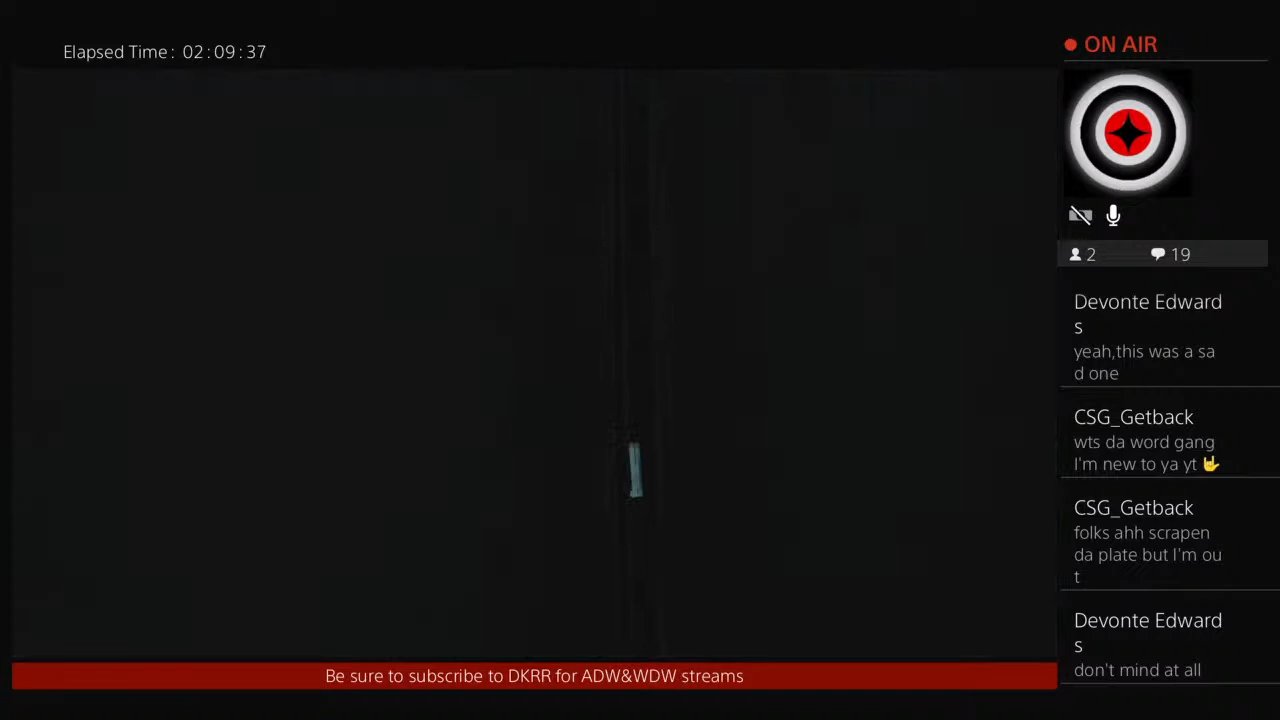 Elapsed Time: 02:09:37
ON AIR
2
19
Devonte Edward
s
yeah,this was a sa
d one
CSG_Getback
wts da word gang
I'm new to ya yt 🤟
CSG_Getback
folks ahh scrapen
da plate but I'm ou
t
Devonte Edward
s
don't mind at all
Be sure to subscribe to DKRR for ADW&WDW streams